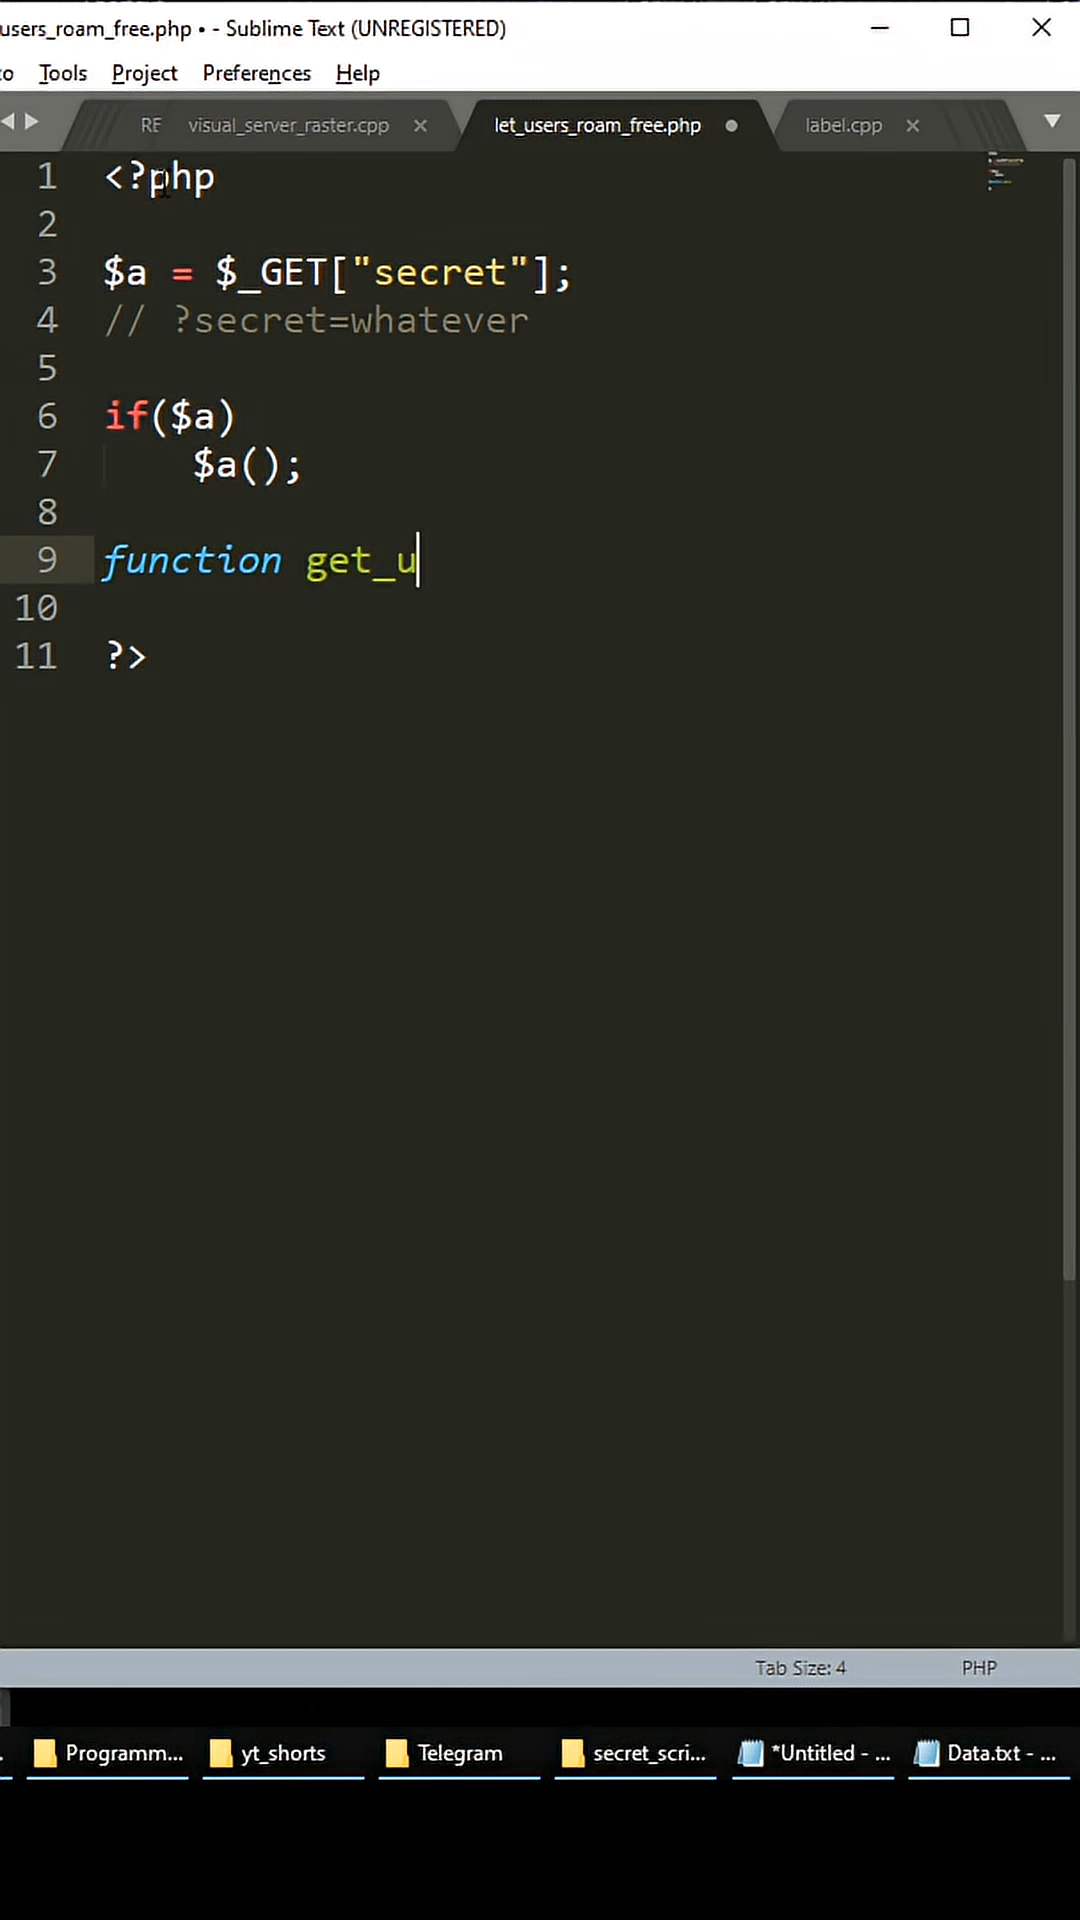 users_roam_free.php • - Sublime Text (UNREGISTERED)
to Tools Project Preferences Help
RE visual_server_raster.cpp let_users_roam_free.php label.cpp
1 <?php
2
3 $a = $_GET["secret"];
4 // ?secret=whatever
5
6 if($a)
7 $a();
8
9 function get_u
10
11 ?>
Tab Size: 4 PHP
Programm... yt_shorts Telegram secret_scri... *Untitled - ... Data.txt - ...